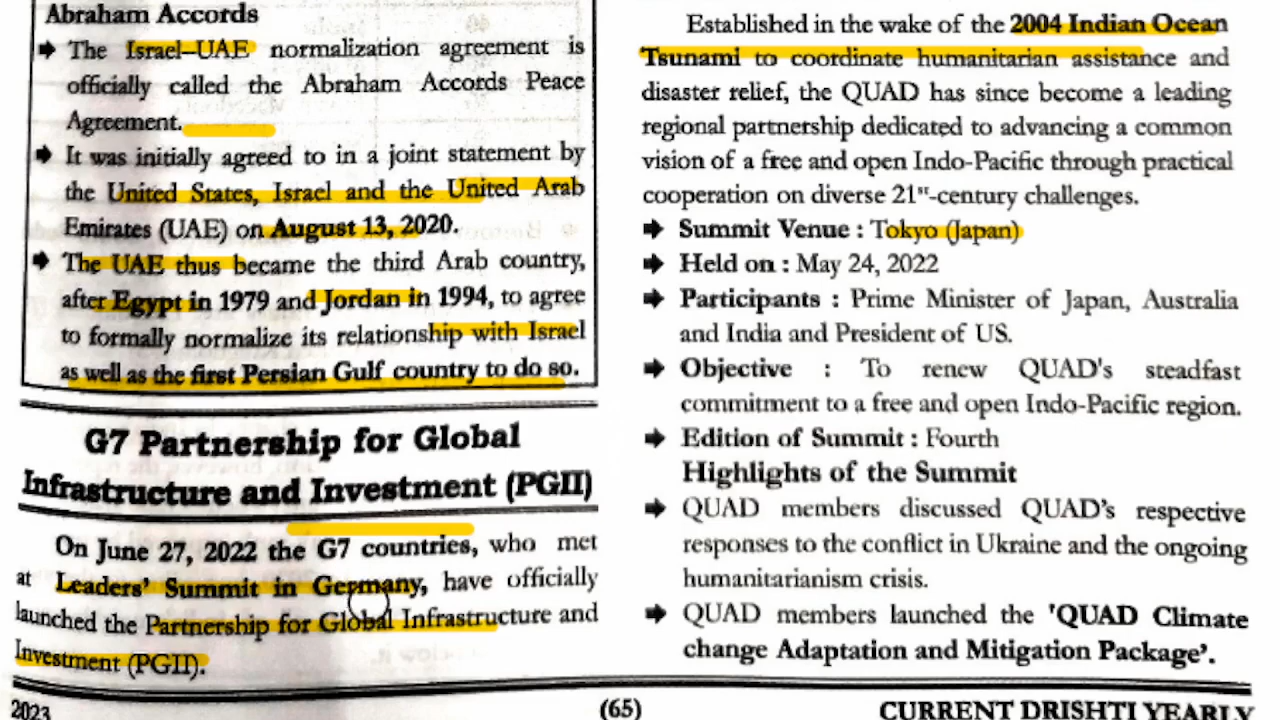 Abraham Accords
➔ The Israel–UAE normalization agreement is
officially called the Abraham Accords Peace
Agreement.
➔ It was initially agreed to in a joint statement by
the United States, Israel and the United Arab
Emirates (UAE) on August 13, 2020.
➔ The UAE thus became the third Arab country,
after Egypt in 1979 and Jordan in 1994, to agree
to formally normalize its relationship with Israel
as well as the first Persian Gulf country to do so.
G7 Partnership for Global
Infrastructure and Investment (PGII)
On June 27, 2022 the G7 countries, who met
at Leaders' Summit in Germany, have officially
launched the Partnership for Global Infrastructure and
Investment (PGII).
Established in the wake of the 2004 Indian Ocean
Tsunami to coordinate humanitarian assistance and
disaster relief, the QUAD has since become a leading
regional partnership dedicated to advancing a common
vision of a free and open Indo-Pacific through practical
cooperation on diverse 21st-century challenges.
➔ Summit Venue : Tokyo (Japan)
➔ Held on : May 24, 2022
➔ Participants : Prime Minister of Japan, Australia
and India and President of US.
➔ Objective : To renew QUAD's steadfast
commitment to a free and open Indo-Pacific region.
➔ Edition of Summit : Fourth
Highlights of the Summit
➔ QUAD members discussed QUAD's respective
responses to the conflict in Ukraine and the ongoing
humanitarianism crisis.
➔ QUAD members launched the 'QUAD Climate
change Adaptation and Mitigation Package'.
2023
(65)
CURRENT DRISHTI YEARLY